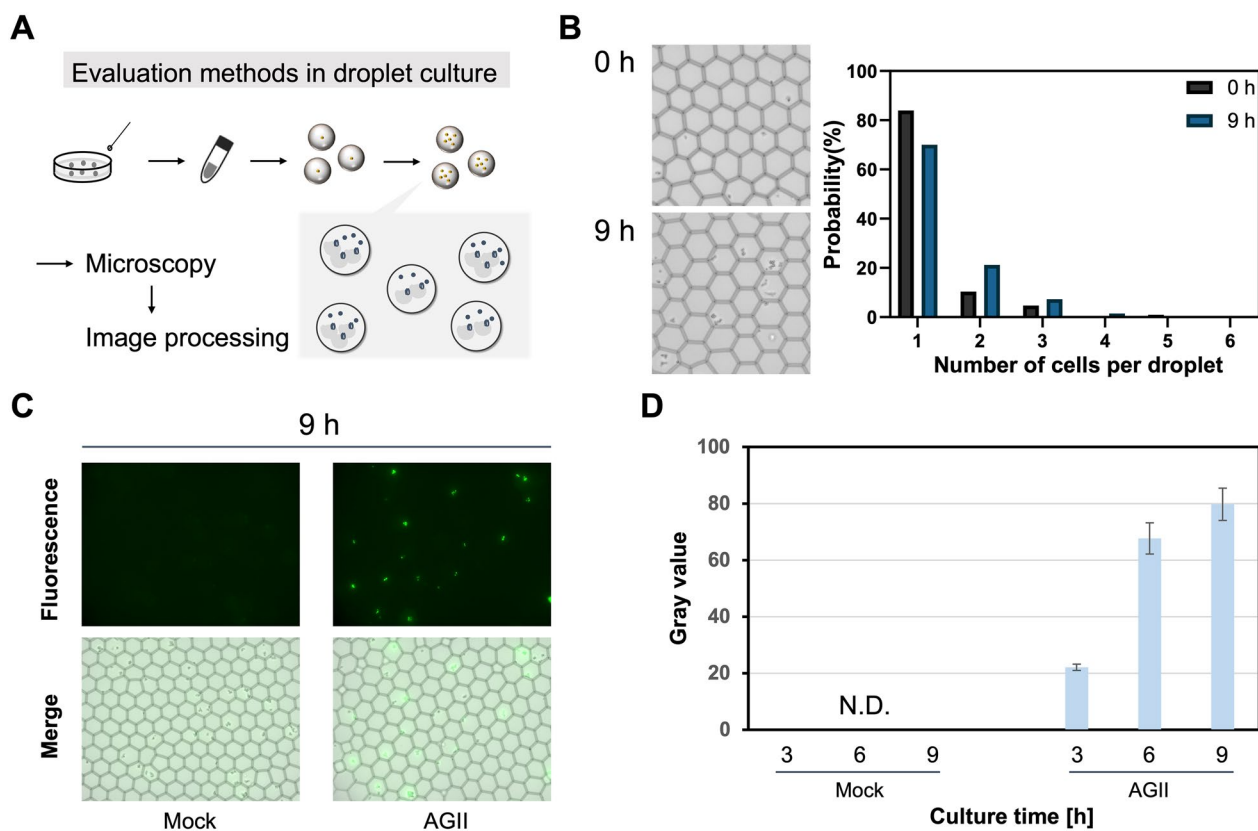 A
Evaluation methods in droplet culture
Microscopy
Image processing
B
0 h
9 h
Probability(%)
100
80
60
40
20
0
0 h
9 h
1 2 3 4 5 6
Number of cells per droplet
C
9 h
Fluorescence
Merge
Mock AGII
D
Gray value
100
80
60
40
20
0
N.D.
3 6 9 3 6 9
Mock AGII
Culture time [h]